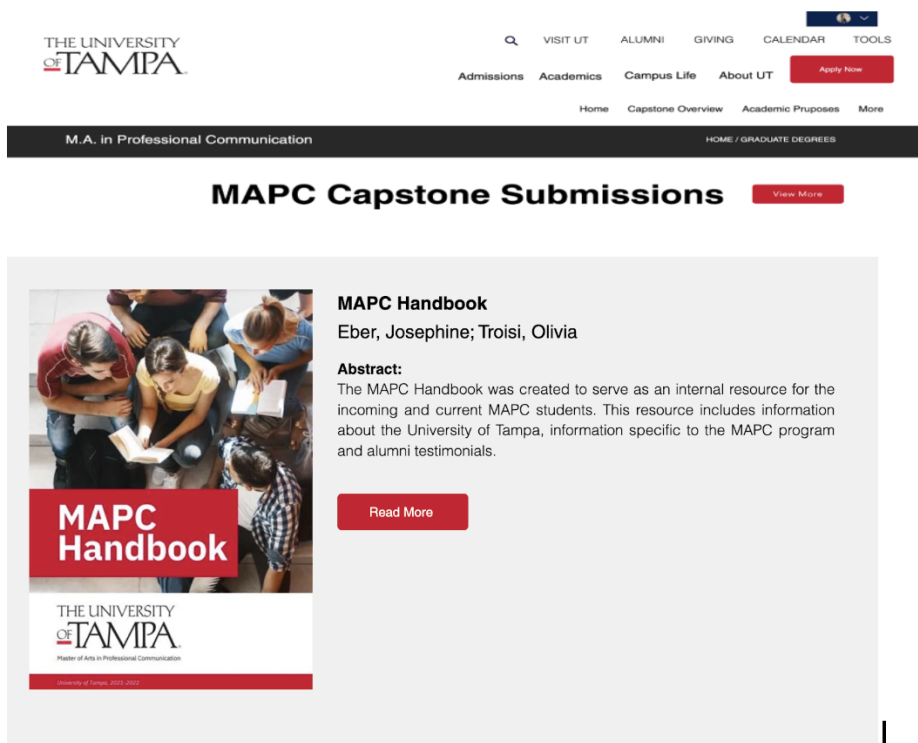 THE UNIVERSITY
OF TAMPA
VISIT UT ALUMNI GIVING CALENDAR TOOLS
Admissions Academics Campus Life About UT Apply Now
Home Capstone Overview Academic Pruposes More
M.A. in Professional Communication HOME / GRADUATE DEGREES
MAPC Capstone Submissions View More
MAPC Handbook
Eber, Josephine; Troisi, Olivia
Abstract:
The MAPC Handbook was created to serve as an internal resource for the
incoming and current MAPC students. This resource includes information
about the University of Tampa, information specific to the MAPC program
and alumni testimonials.
Read More
MAPC
Handbook
THE UNIVERSITY
OF TAMPA
Master of Arts in Professional Communication
University of Tampa, 2021-2022